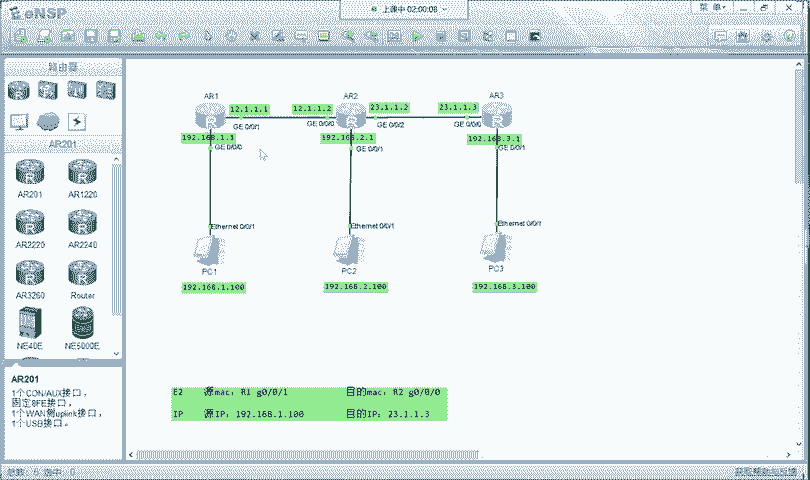 上课中 02:00:08
菜 单
eNSP
路由器
AR201
AR201
AR1220
AR2220
AR2240
AR3260
Router
NE40E
NE5000E
AR201
1个CON/AUX接口，
固定8FE接口，
1个WAN侧uplink接口，
1个USB接口。
AR1
AR2
AR3
12.1.1.1
12.1.1.2
23.1.1.2
23.1.1.3
GE 0/0/1
GE 0/0/0
GE 0/0/2
GE 0/0/0
192.168.1.1
192.168.2.1
192.168.3.1
GE 0/0/0
GE 0/0/1
GE 0/0/1
Ethernet 0/0/1
Ethernet 0/0/1
Ethernet 0/0/1
PC1
PC2
PC3
192.168.1.100
192.168.2.100
192.168.3.100
E2 源mac：R1 g0/0/1 目的mac：R2 g0/0/0
IP 源IP：192.168.1.100 目的IP：23.1.1.3
总数：6 选中：0
获取帮助与反馈